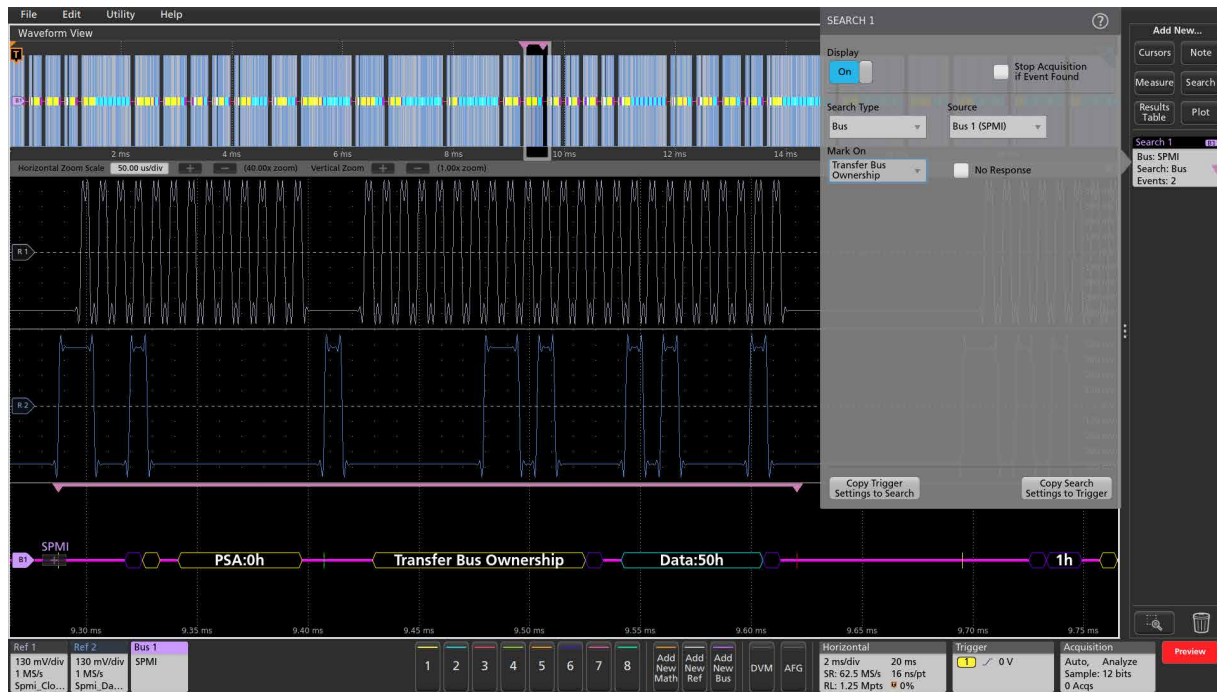 File Edit Utility Help
Waveform View
T
B1
2 ms 4 ms 6 ms 8 ms 10 ms 12 ms 14 ms
Horizontal Zoom Scale 50.00 us/div + − (40.00x zoom) Vertical Zoom + − (1.00x zoom)
R 1
R 2
SPMI
B1 + PSA:0h Transfer Bus Ownership Data:50h 1h
9.30 ms 9.35 ms 9.40 ms 9.45 ms 9.50 ms 9.55 ms 9.60 ms 9.65 ms 9.70 ms 9.75 ms
SEARCH 1 ?
Display
On
Stop Acquisition
if Event Found
Search Type Source
Bus Bus 1 (SPMI)
Mark On
Transfer Bus
Ownership
No Response
Copy Trigger
Settings to Search
Copy Search
Settings to Trigger
Add New...
Cursors Note
Measure Search
Results
Table
Plot
Search 1 B1
Bus: SPMI
Search: Bus
Events: 2
Ref 1
130 mV/div
1 MS/s
Spmi_Clo...
Ref 2
130 mV/div
1 MS/s
Spmi_Da...
Bus 1
SPMI
1 2 3 4 5 6 7 8
Add
New
Math
Add
New
Ref
Add
New
Bus
DVM
AFG
Horizontal
2 ms/div 20 ms
SR: 62.5 MS/s 16 ns/pt
RL: 1.25 Mpts 0%
Trigger
1 0 V
Acquisition
Auto, Analyze
Sample: 12 bits
0 Acqs
Preview